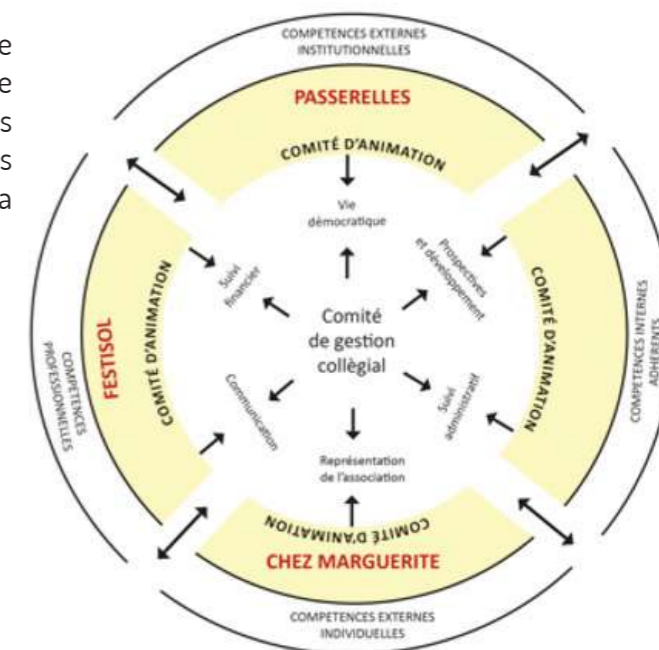 e
e
s
s
a
COMPETENCES EXTERNES
INSTITUTIONNELLES
PASSERELLES
COMITÉ D'ANIMATION
Vie
démocratique
Suivi
financier
Prospectives
et développement
Comité
de gestion
collègial
Communication
Suivi
administratif
Représentation
de l'association
FESTISOL
COMITÉ D'ANIMATION
COMPETENCES
PROFESSIONNELLES
COMITÉ D'ANIMATION
COMPETENCES INTERNES
ADHERENTS
COMITÉ D'ANIMATION
CHEZ MARGUERITE
COMPETENCES EXTERNES
INDIVIDUELLES